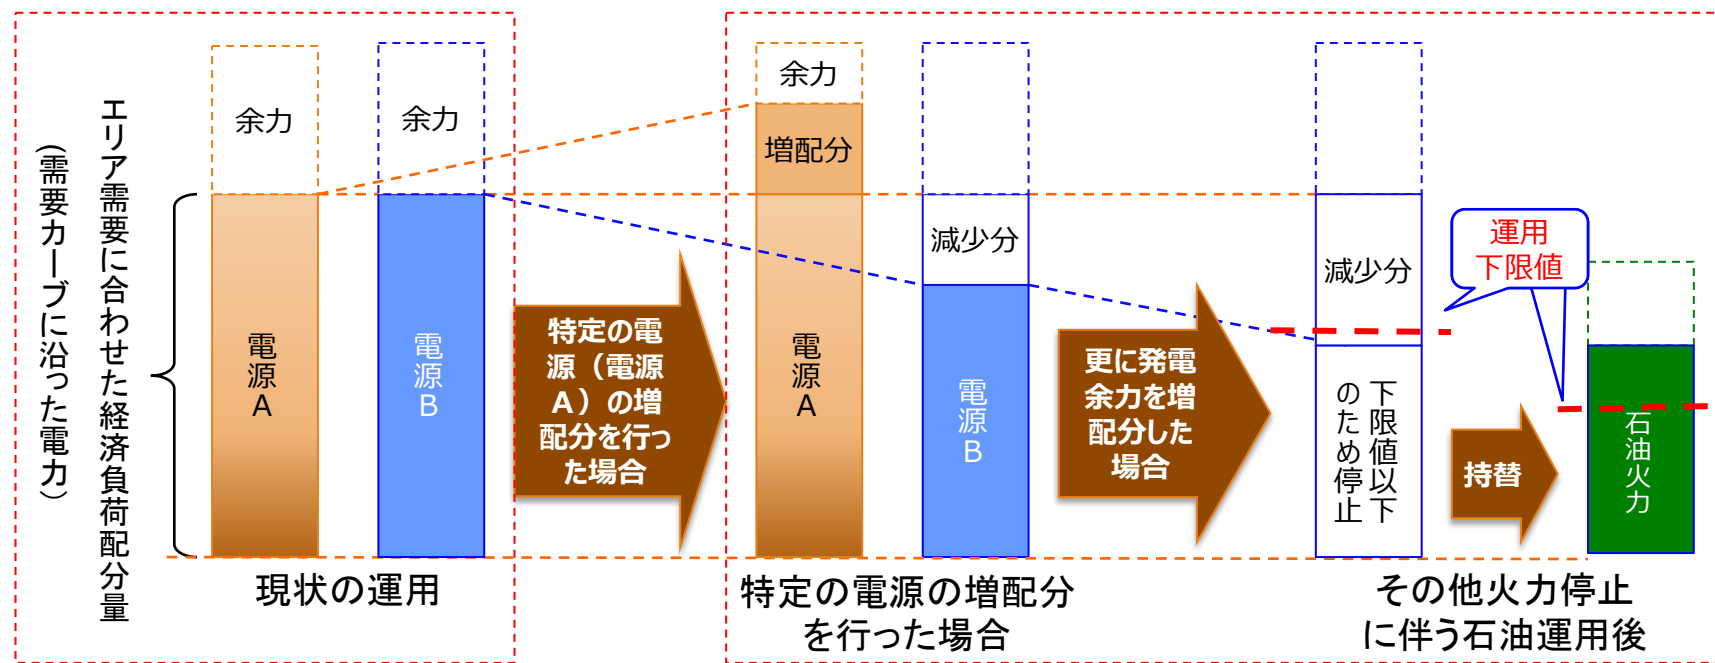 エリア需要に合わせた経済負荷配分量
(需要カーブに沿った電力)
余力
電源A
余力
電源B
現状の運用
特定の電
源（電源
A）の増
配分を行っ
た場合
余力
増配分
電源A
減少分
電源B
特定の電源の増配分
を行った場合
更に発電
余力を増
配分した
場合
減少分
下限値以下
のため停止
運用
下限値
持替
石油火力
その他火力停止
に伴う石油運用後